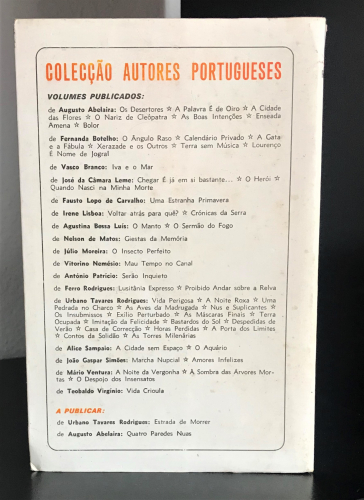 COLECÇÃO AUTORES PORTUGUESES
VOLUMES PUBLICADOS:
de Augusto Abelaira: Os Desertores ☆ A Palavra É de Oiro ☆ A Cidade
das Flores ☆ O Nariz de Cleópatra ☆ As Boas Intenções ☆ Enseada
Amena ☆ Bolor
de Fernanda Botelho: O Ângulo Raso ☆ Calendário Privado ☆ A Gata
e a Fábula ☆ Xerazade e os Outros ☆ Terra sem Música ☆ Lourenço
É Nome de Jogral
de Vasco Branco: Iva e o Mar
de José da Câmara Leme: Chegar É já em si bastante... ☆ O Herói ☆
Quando Nasci na Minha Morte
de Fausto Lopo de Carvalho: Uma Estranha Primavera
de Irene Lisboa: Voltar atrás para quê? ☆ Crónicas da Serra
de Agustina Bessa Luís: O Manto ☆ O Sermão do Fogo
de Nelson de Matos: Giestas da Memória
de Júlio Moreira: O Insecto Perfeito
de Vitorino Nemésio: Mau Tempo no Canal
de António Patrício: Serão Inquieto
de Ferro Rodrigues: Lusitânia Expresso ☆ Proibido Andar sobre a Relva
de Urbano Tavares Rodrigues: Vida Perigosa ☆ A Noite Roxa ☆ Uma
Pedrada no Charco ☆ As Aves da Madrugada ☆ Nus e Suplicantes ☆
Os Insubmissos ☆ Exílio Perturbado ☆ As Máscaras Finais ☆ Terra
Ocupada ☆ Imitação da Felicidade ☆ Bastardos do Sol ☆ Despedidas de
Verão ☆ Casa de Correcção ☆ Horas Perdidas ☆ A Porta dos Limites
☆ Contos da Solidão ☆ As Torres Milenárias
de Alice Sampaio: A Cidade sem Espaço ☆ O Aquário
de João Gaspar Simões: Marcha Nupcial ☆ Amores Infelizes
de Mário Ventura: A Noite da Vergonha ☆ À Sombra das Árvores Mor-
tas ☆ O Despojo dos Insensatos
de Teobaldo Virgínio: Vida Crioula
A PUBLICAR:
de Urbano Tavares Rodrigues: Estrada de Morrer
de Augusto Abelaira: Quatro Paredes Nuas